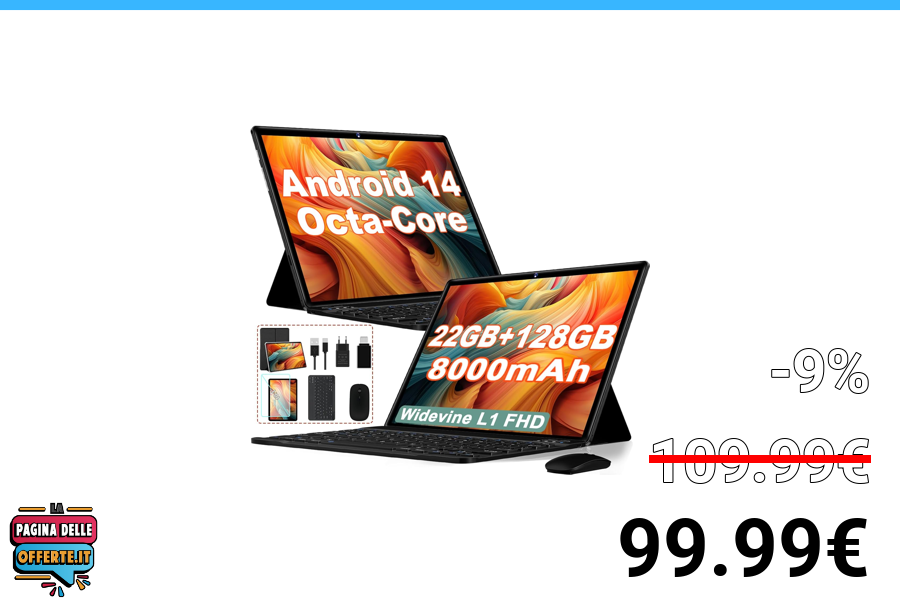 Android 14
Octa-Core
22GB+128GB
8000mAh
Widevine L1 FHD
-9%
109.99€
99.99€
LA
PAGINA DELLE
OFFERTE.IT